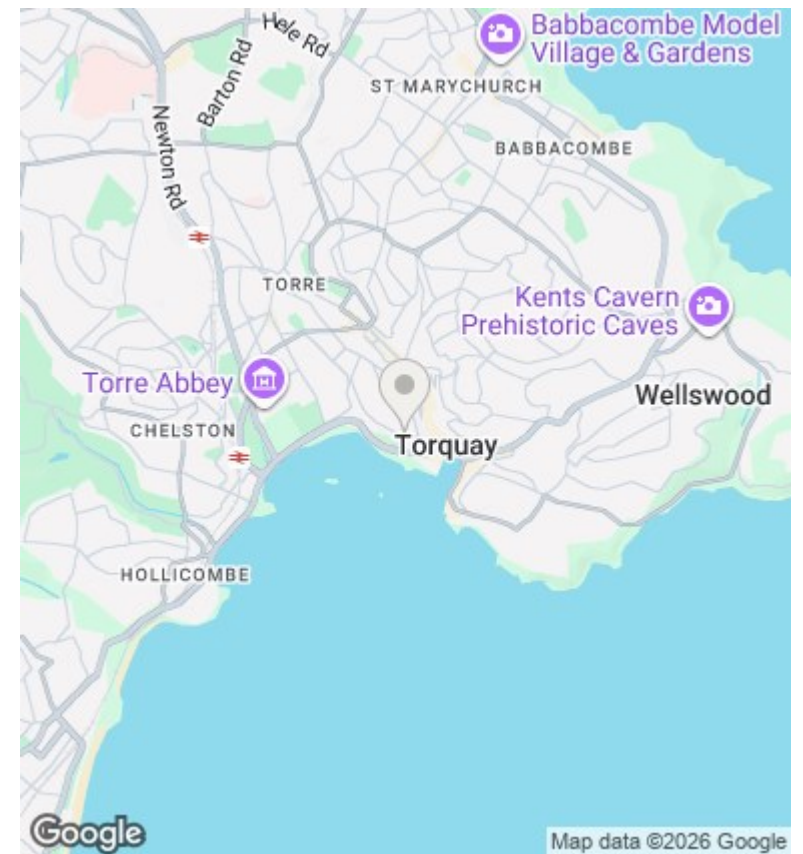 Hele Rd
Babbacombe Model
Village & Gardens
Barton Rd
ST MARYCHURCH
Newton Rd
BABBACOMBE
TORRE
Kents Cavern
Prehistoric Caves
Torre Abbey
Wellswood
CHELSTON
Torquay
HOLLICOMBE
Google
Map data ©2026 Google